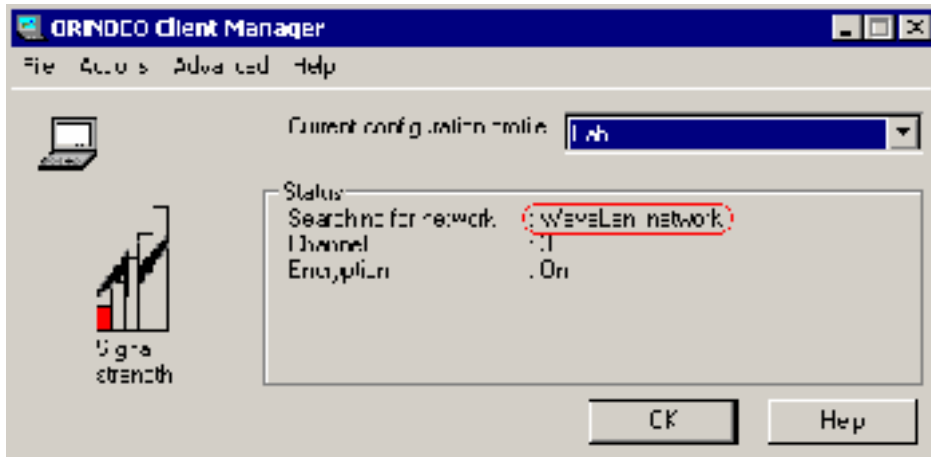 ORINOCO Client Manager
File Actions Advanced Help
Current configuration profile Lab
Status
Searching for network : WaveLan network
Channel
Encryption : On
Signal
strength
OK Help